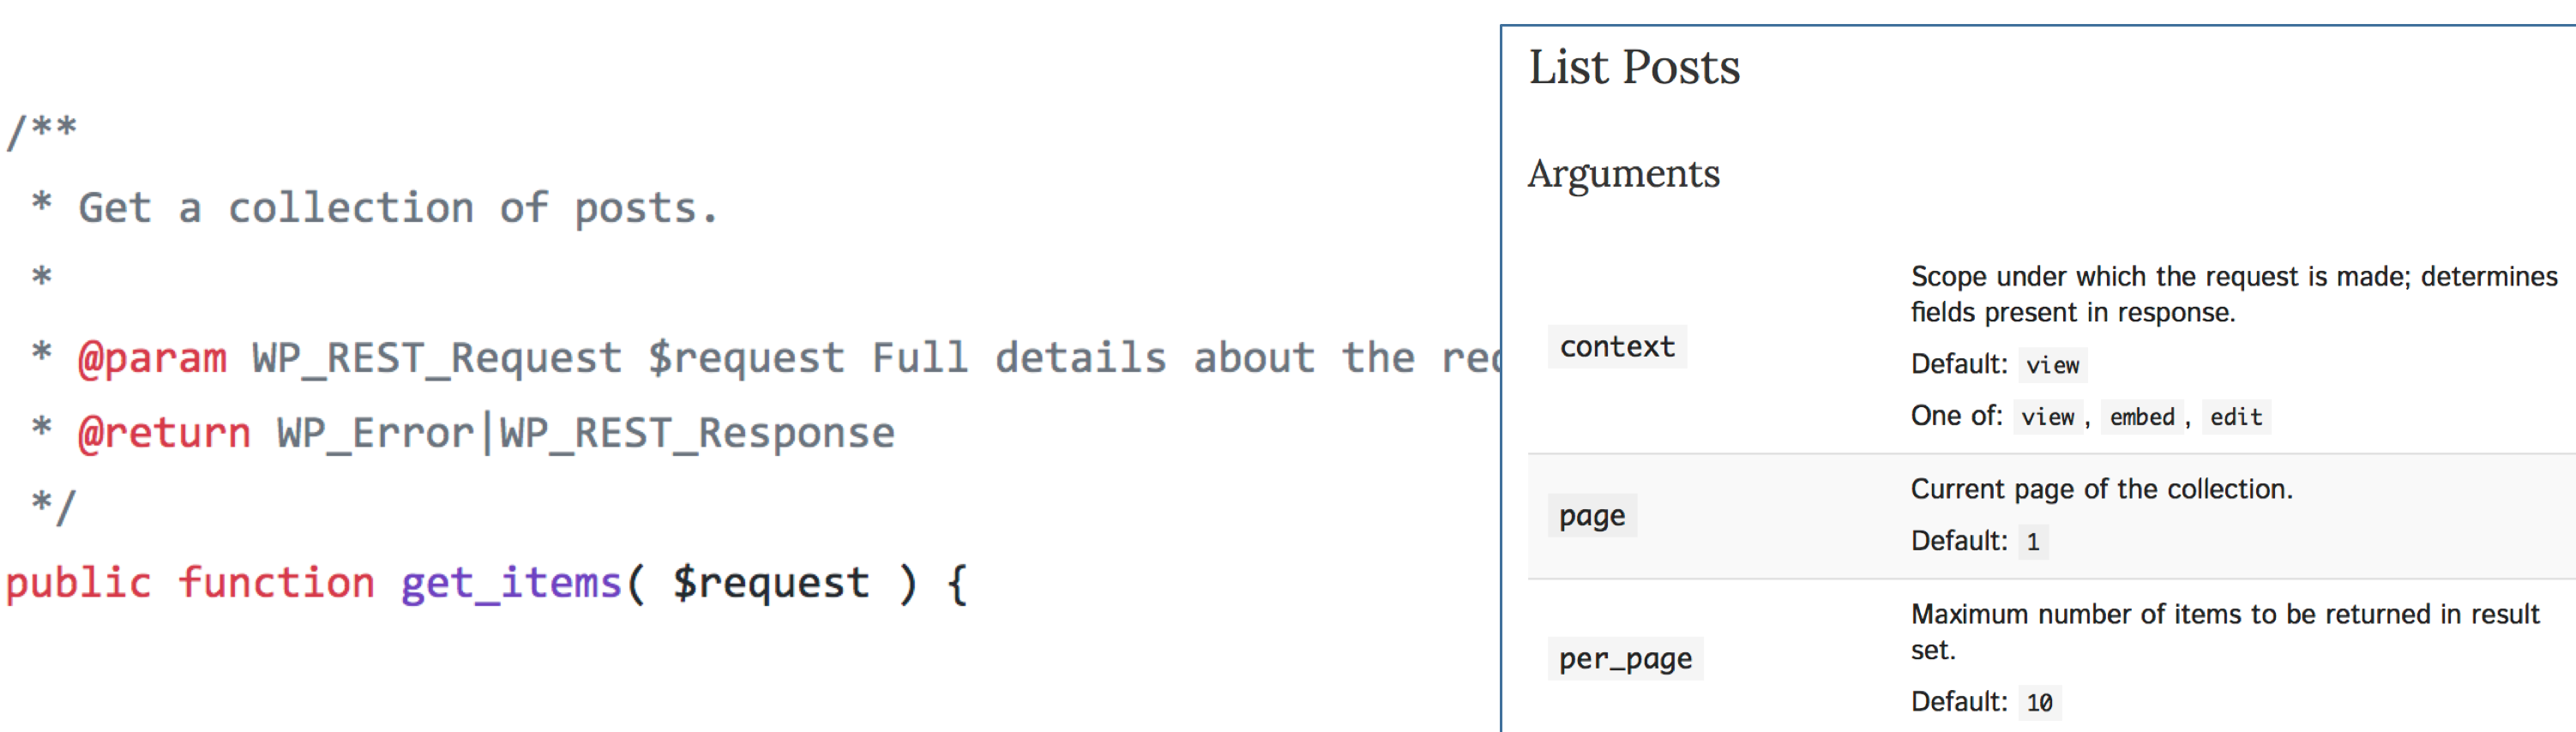 /**
 * Get a collection of posts.
 *
 * @param WP_REST_Request $request Full details about the
 * @return WP_Error|WP_REST_Response
 */
public function get_items( $request ) {
List Posts
Arguments
context
Scope under which the request is made; determines
fields present in response.
Default: view
One of: view, embed, edit
page
Current page of the collection.
Default: 1
per_page
Maximum number of items to be returned in result
set.
Default: 10